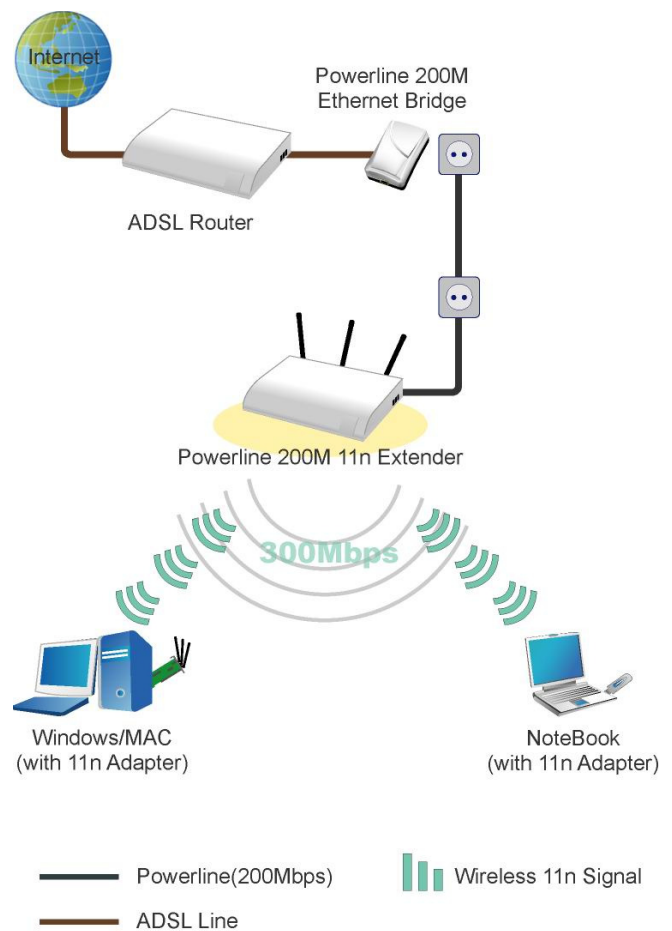 Internet
Powerline 200M
Ethernet Bridge
ADSL Router
Powerline 200M 11n Extender
300Mbps
Windows/MAC
(with 11n Adapter)
NoteBook
(with 11n Adapter)
Powerline(200Mbps)
Wireless 11n Signal
ADSL Line